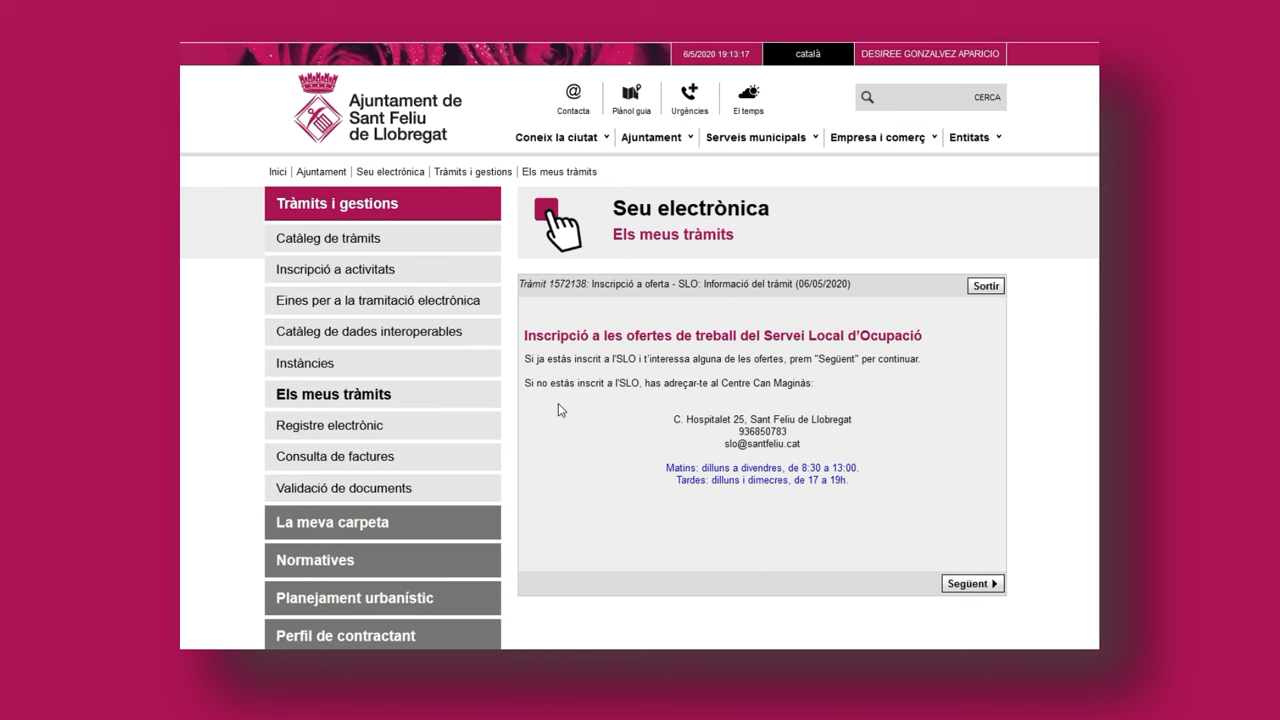 6/5/2020 19:13:17
català
DESIREE GONZALVEZ APARICIO
Ajuntament de
Sant Feliu
de Llobregat
@
Contacta
Plànol guia
Urgències
El temps
CERCA
Coneix la ciutat
Ajuntament
Serveis municipals
Empresa i comerç
Entitats
Inici | Ajuntament | Seu electrònica | Tràmits i gestions | Els meus tràmits
Tràmits i gestions
Catàleg de tràmits
Inscripció a activitats
Eines per a la tramitació electrònica
Catàleg de dades interoperables
Instàncies
Els meus tràmits
Registre electrònic
Consulta de factures
Validació de documents
La meva carpeta
Normatives
Planejament urbanístic
Perfil de contractant
Seu electrònica
Els meus tràmits
Tràmit 1572138: Inscripció a oferta - SLO: Informació del tràmit (06/05/2020)
Sortir
Inscripció a les ofertes de treball del Servei Local d'Ocupació
Si ja estàs inscrit a l'SLO i t'interessa alguna de les ofertes, prem "Següent" per continuar.
Si no estàs inscrit a l'SLO, has adreçar-te al Centre Can Maginàs:
C. Hospitalet 25, Sant Feliu de Llobregat
936850783
slo@santfeliu.cat
Matins: dilluns a divendres, de 8:30 a 13:00.
Tardes: dilluns i dimecres, de 17 a 19h.
Següent